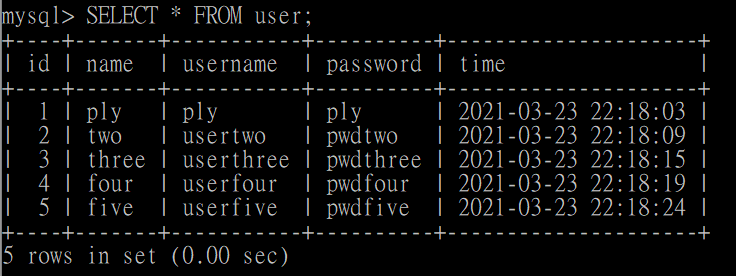 mysql> SELECT * FROM user;
+----+-------+-----------+----------+---------------------+
| id | name | username | password | time |
+----+-------+-----------+----------+---------------------+
| 1 | ply | ply | ply | 2021-03-23 22:18:03 |
| 2 | two | usertwo | pwdtwo | 2021-03-23 22:18:09 |
| 3 | three | userthree | pwdthree | 2021-03-23 22:18:15 |
| 4 | four | userfour | pwdfour | 2021-03-23 22:18:19 |
| 5 | five | userfive | pwdfive | 2021-03-23 22:18:24 |
+----+-------+-----------+----------+---------------------+
5 rows in set (0.00 sec)